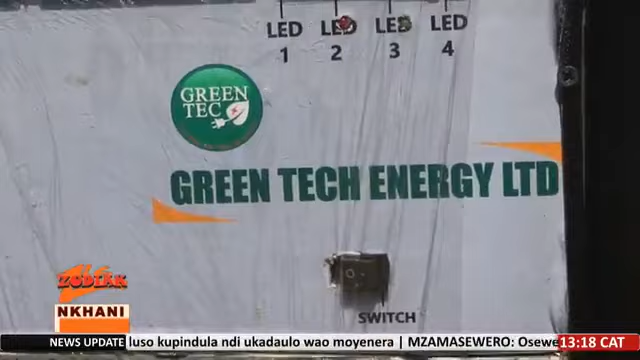 LED LED LED LED
1 2 3 4
GREEN
TEC
GREEN TECH ENERGY LTD
SWITCH
ZODIAK
NKHANI
NEWS UPDATE luso kupindula ndi ukadaulo wao moyenera | MZAMASEWERO: Osewe 13:18 CAT